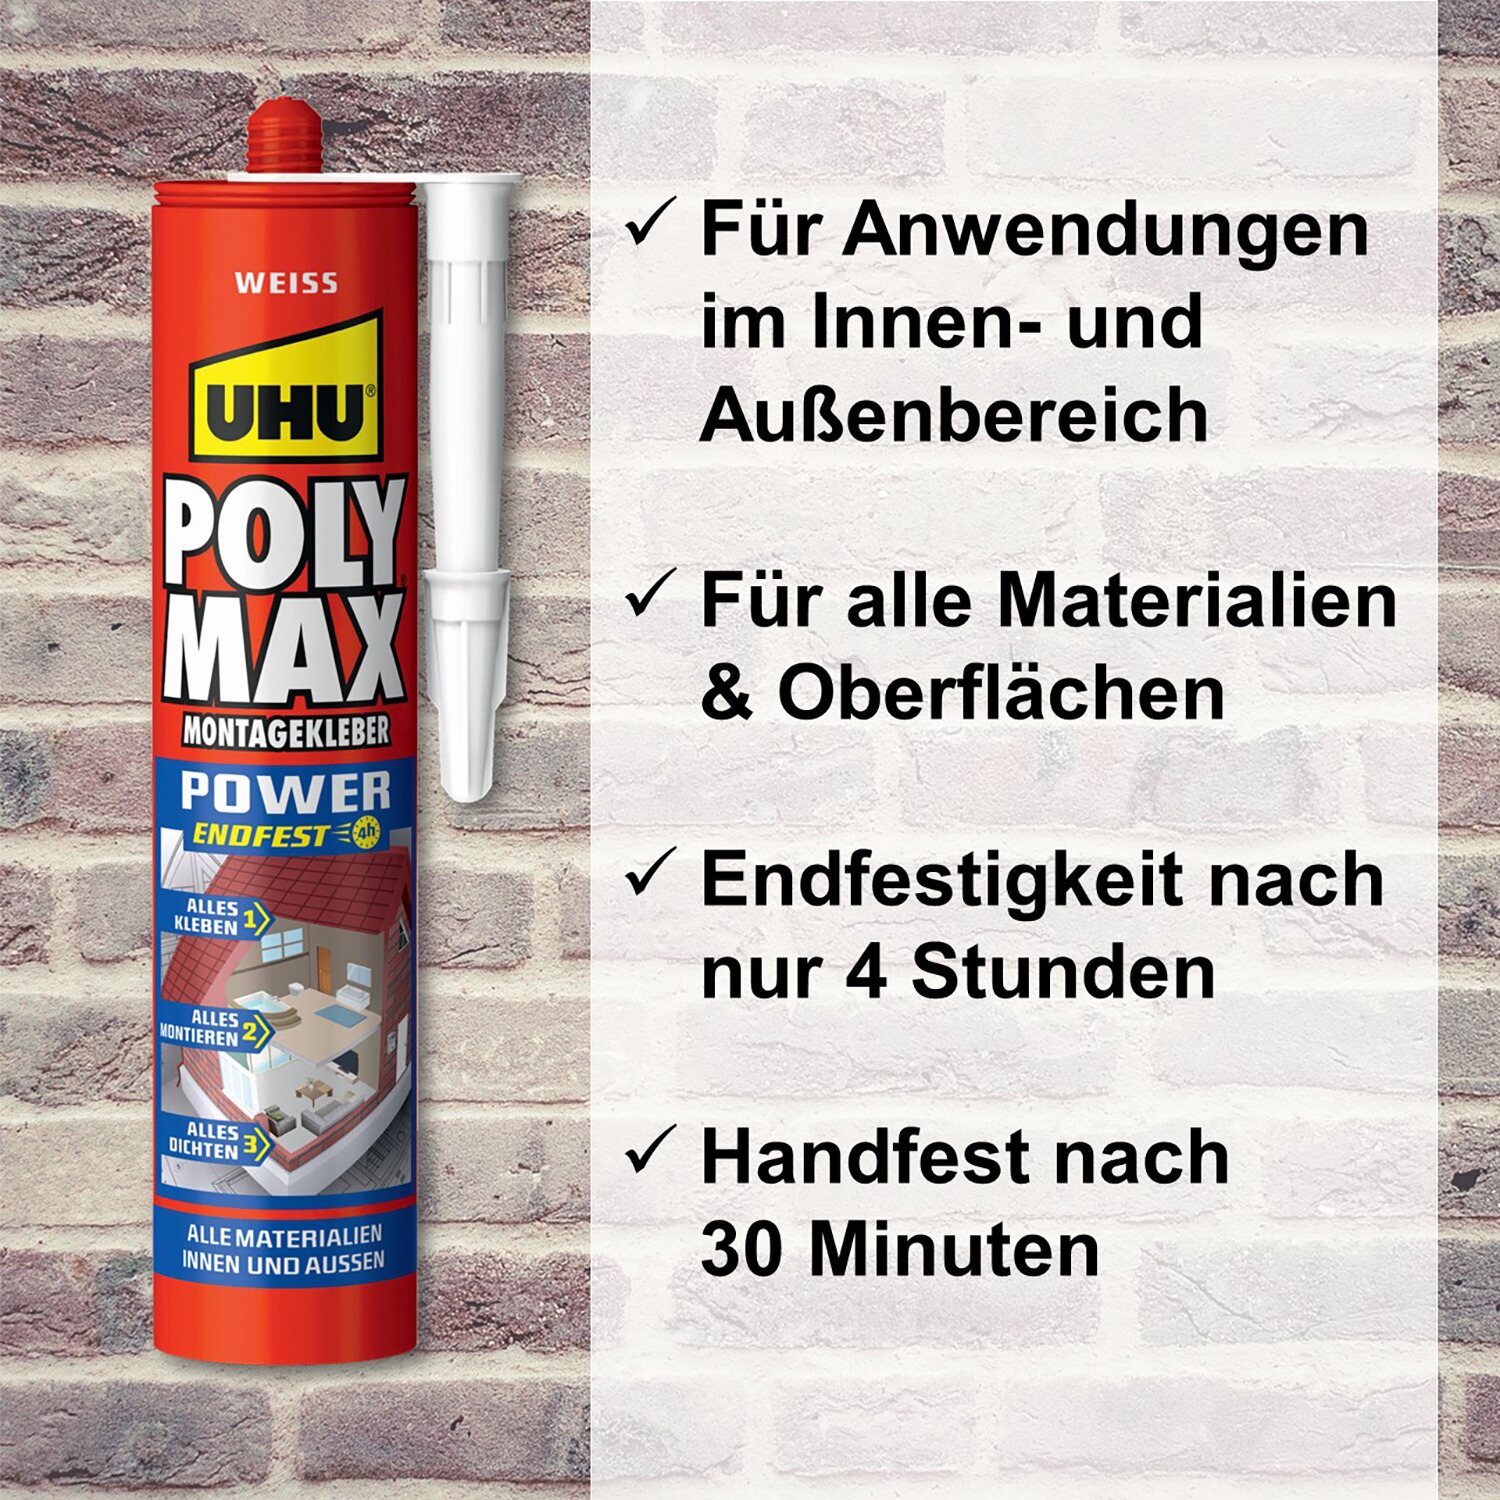 WEISS
UHU®
POLY
MAX®
MONTAGEKLEBER
POWER
ENDFEST 4h
ALLES
KLEBEN 1
ALLES
MONTIEREN 2
ALLES
DICHTEN 3
ALLE MATERIALIEN
INNEN UND AUSSEN
✓ Für Anwendungen
im Innen- und
Außenbereich
✓ Für alle Materialien
& Oberflächen
✓ Endfestigkeit nach
nur 4 Stunden
✓ Handfest nach
30 Minuten